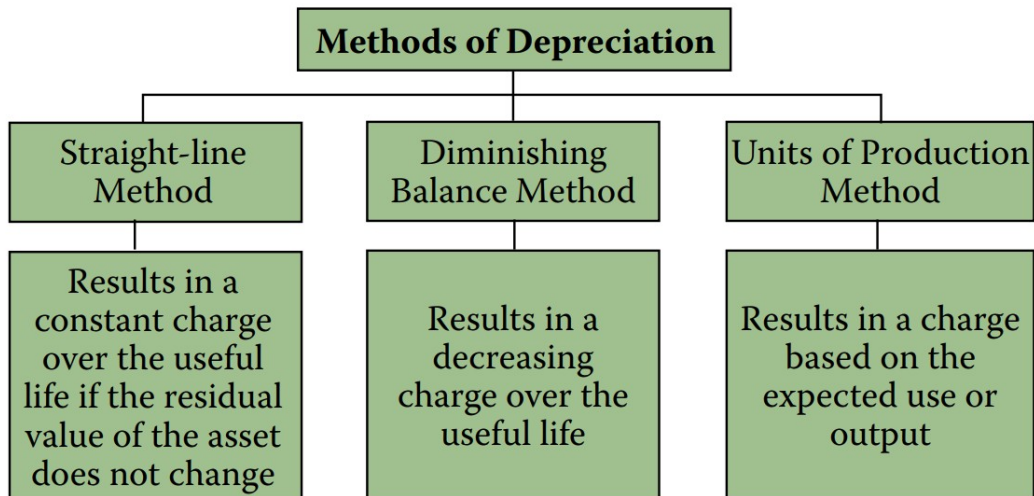 Methods of Depreciation
Straight-line
Method
Results in a
constant charge
over the useful
life if the residual
value of the asset
does not change
Diminishing
Balance Method
Results in a
decreasing
charge over the
useful life
Units of Production
Method
Results in a charge
based on the
expected use or
output